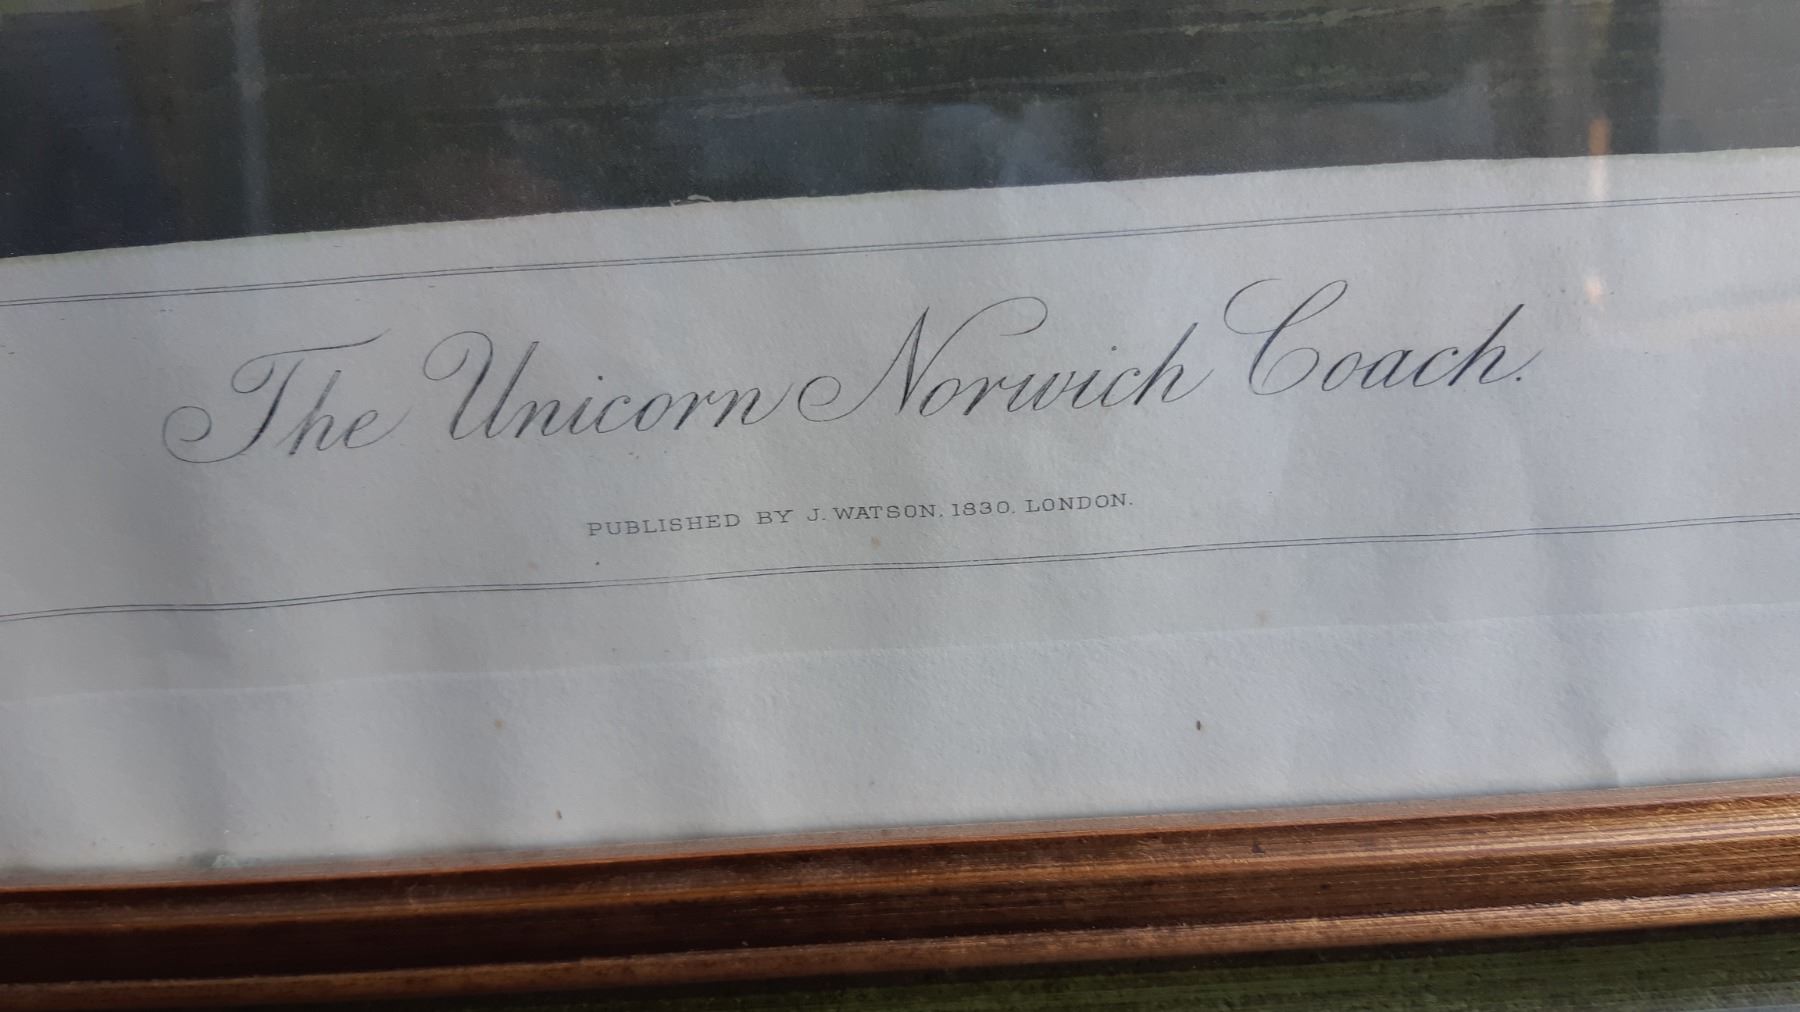 The Unicorn Norwich Coach.
PUBLISHED BY J. WATSON, 1830. LONDON.